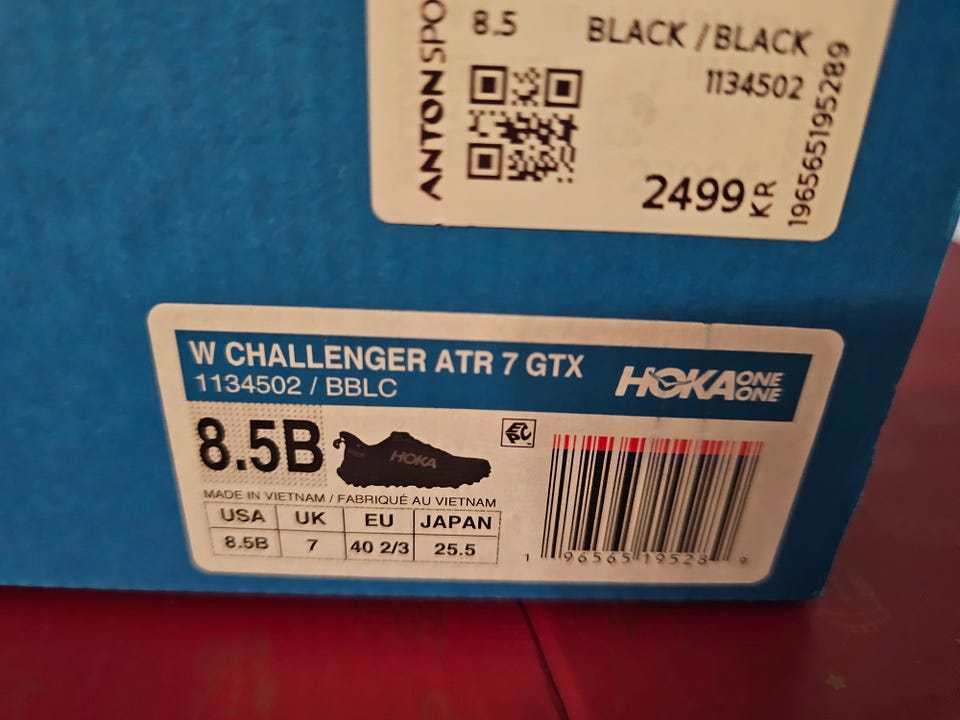 ANTONSPO
8.5
BLACK / BLACK
1134502
2499 KR
196565195289
W CHALLENGER ATR 7 GTX
1134502 / BBLC
HOKA ONE ONE
8.5B
HOKA
MADE IN VIETNAM / FABRIQUÉ AU VIETNAM
USA UK EU JAPAN
8.5B 7 40 2/3 25.5
1 96565 19528 9